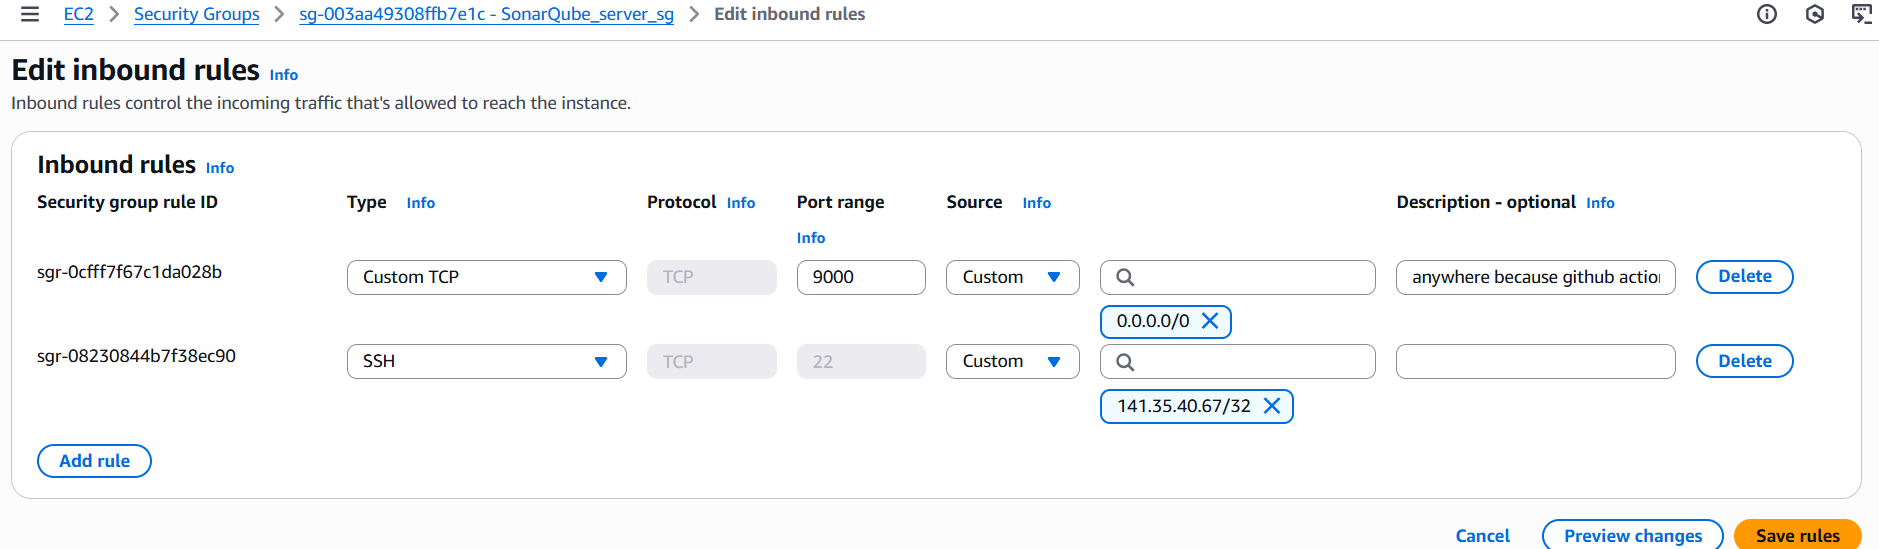 EC2 > Security Groups > sg-003aa49308ffb7e1c - SonarQube_server_sg > Edit inbound rules
Edit inbound rules Info
Inbound rules control the incoming traffic that's allowed to reach the instance.
Inbound rules Info
Security group rule ID Type Info Protocol Info Port range Source Info Description - optional Info
Info
sgr-0cfff7f67c1da028b Custom TCP TCP 9000 Custom anywhere because github action Delete
0.0.0.0/0
sgr-08230844b7f38ec90 SSH TCP 22 Custom Delete
141.35.40.67/32
Add rule
Cancel Preview changes Save rules